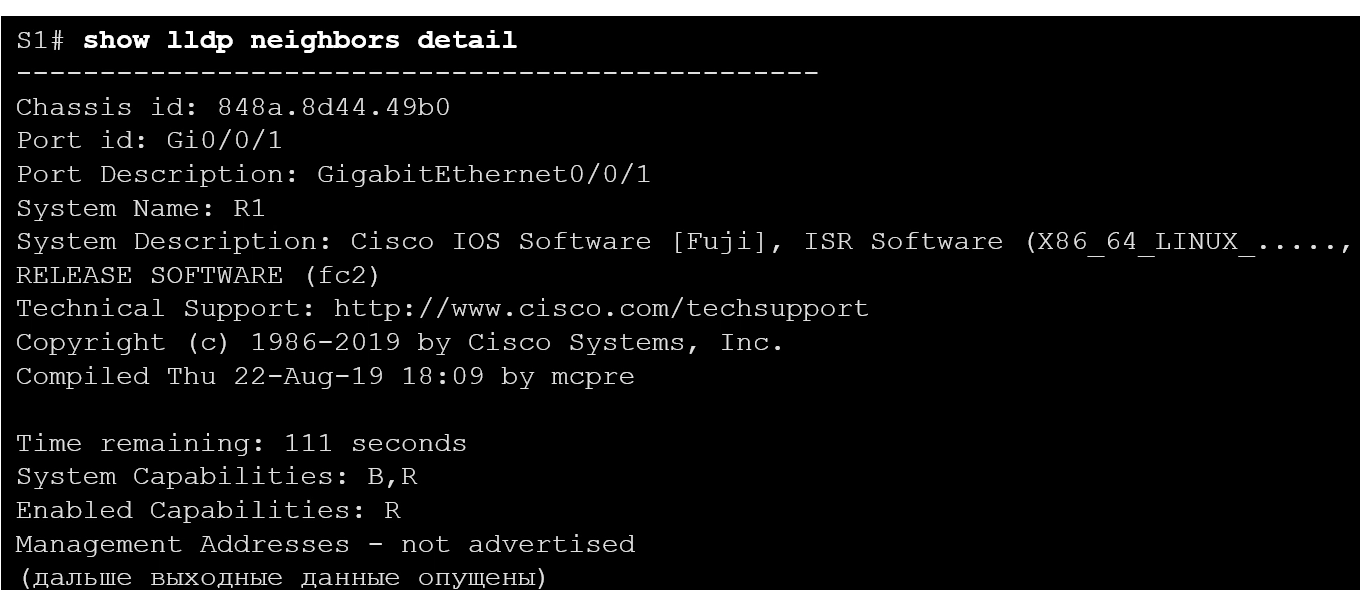 S1# show lldp neighbors detail
------------------------------------------------
Chassis id: 848a.8d44.49b0
Port id: Gi0/0/1
Port Description: GigabitEthernet0/0/1
System Name: R1
System Description: Cisco IOS Software [Fuji], ISR Software (X86_64_LINUX_.....,
RELEASE SOFTWARE (fc2)
Technical Support: http://www.cisco.com/techsupport
Copyright (c) 1986-2019 by Cisco Systems, Inc.
Compiled Thu 22-Aug-19 18:09 by mcpre
Time remaining: 111 seconds
System Capabilities: B,R
Enabled Capabilities: R
Management Addresses - not advertised
(дальше выходные данные опущены)